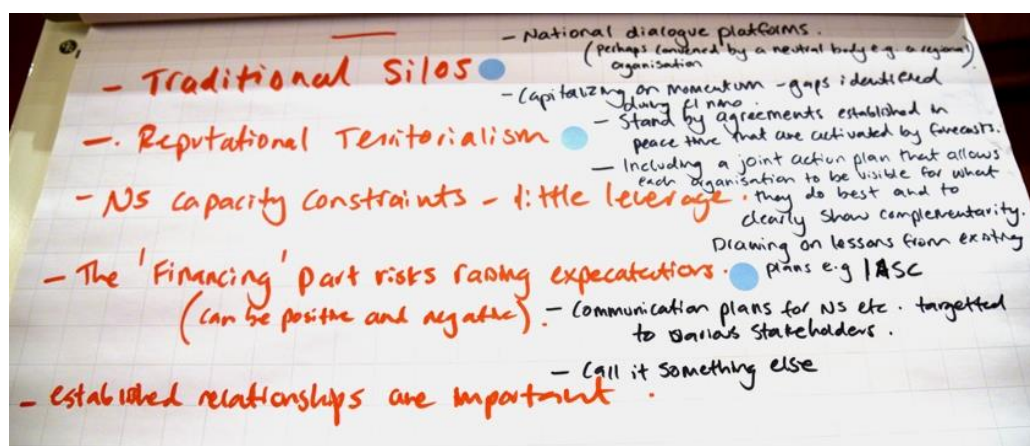 - Traditional Silos
-. Reputational Territorialism
- NS capacity constraints - little leverage.
- The 'Financing' part risks raising expecatations.
(can be positive and negative).
- established relationships are important.
- National dialogue platforms.
(perhaps convened by a neutral body e.g. a regional)
organisation
- Capitalizing on momentum - gaps identified
during El nino.
- Stand by agreements established in
peace time that are activated by forecasts.
- Including a joint action plan that allows
each organisation to be visible for what
they do best and to
clearly show complementarity.
Drawing on lessons from existing
plans e.g IASC
- Communication plans for NS etc. targetted
to various stakeholders.
- Call it something else